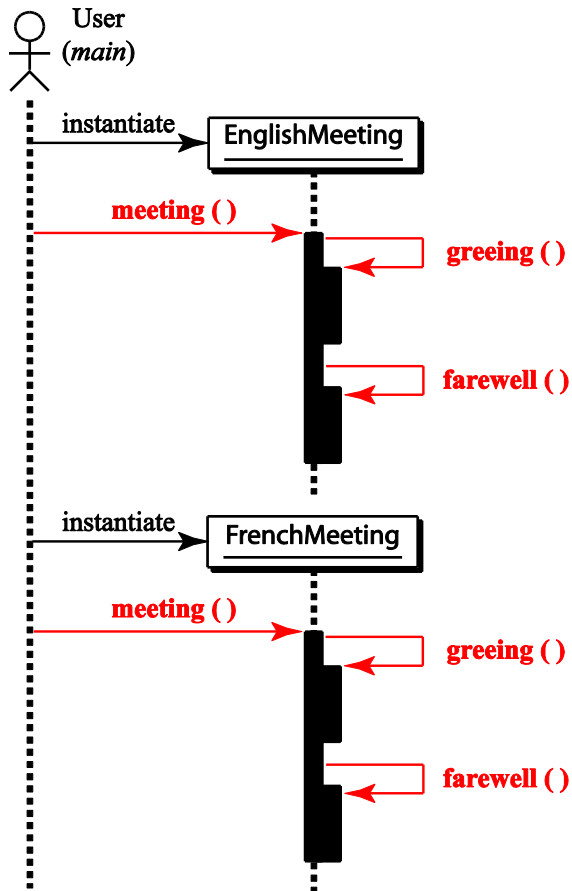 User
(main)
instantiate
EnglishMeeting
meeting ( )
greeing ( )
farewell ( )
instantiate
FrenchMeeting
meeting ( )
greeing ( )
farewell ( )